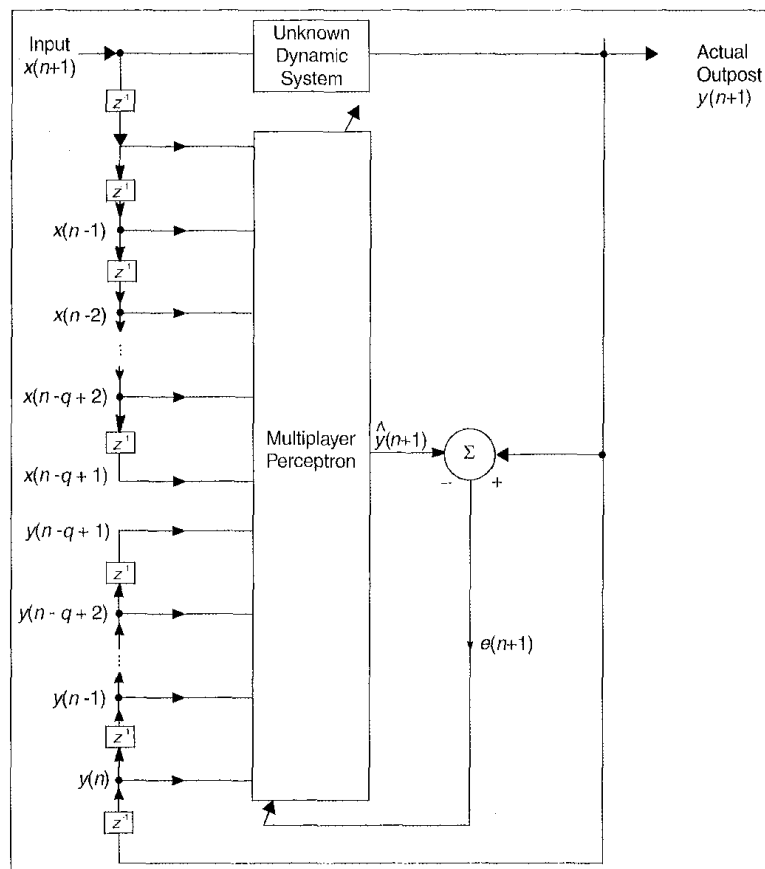 Input
x(n+1)
Unknown
Dynamic
System
Actual
Outpost
y(n+1)
z⁻¹
z⁻¹
x(n-1)
z⁻¹
x(n-2)
x(n-q+2)
z⁻¹
x(n-q+1)
Multiplayer
Perceptron
ŷ(n+1)
Σ
− +
y(n-q+1)
z⁻¹
y(n-q+2)
e(n+1)
y(n-1)
z⁻¹
y(n)
z⁻¹